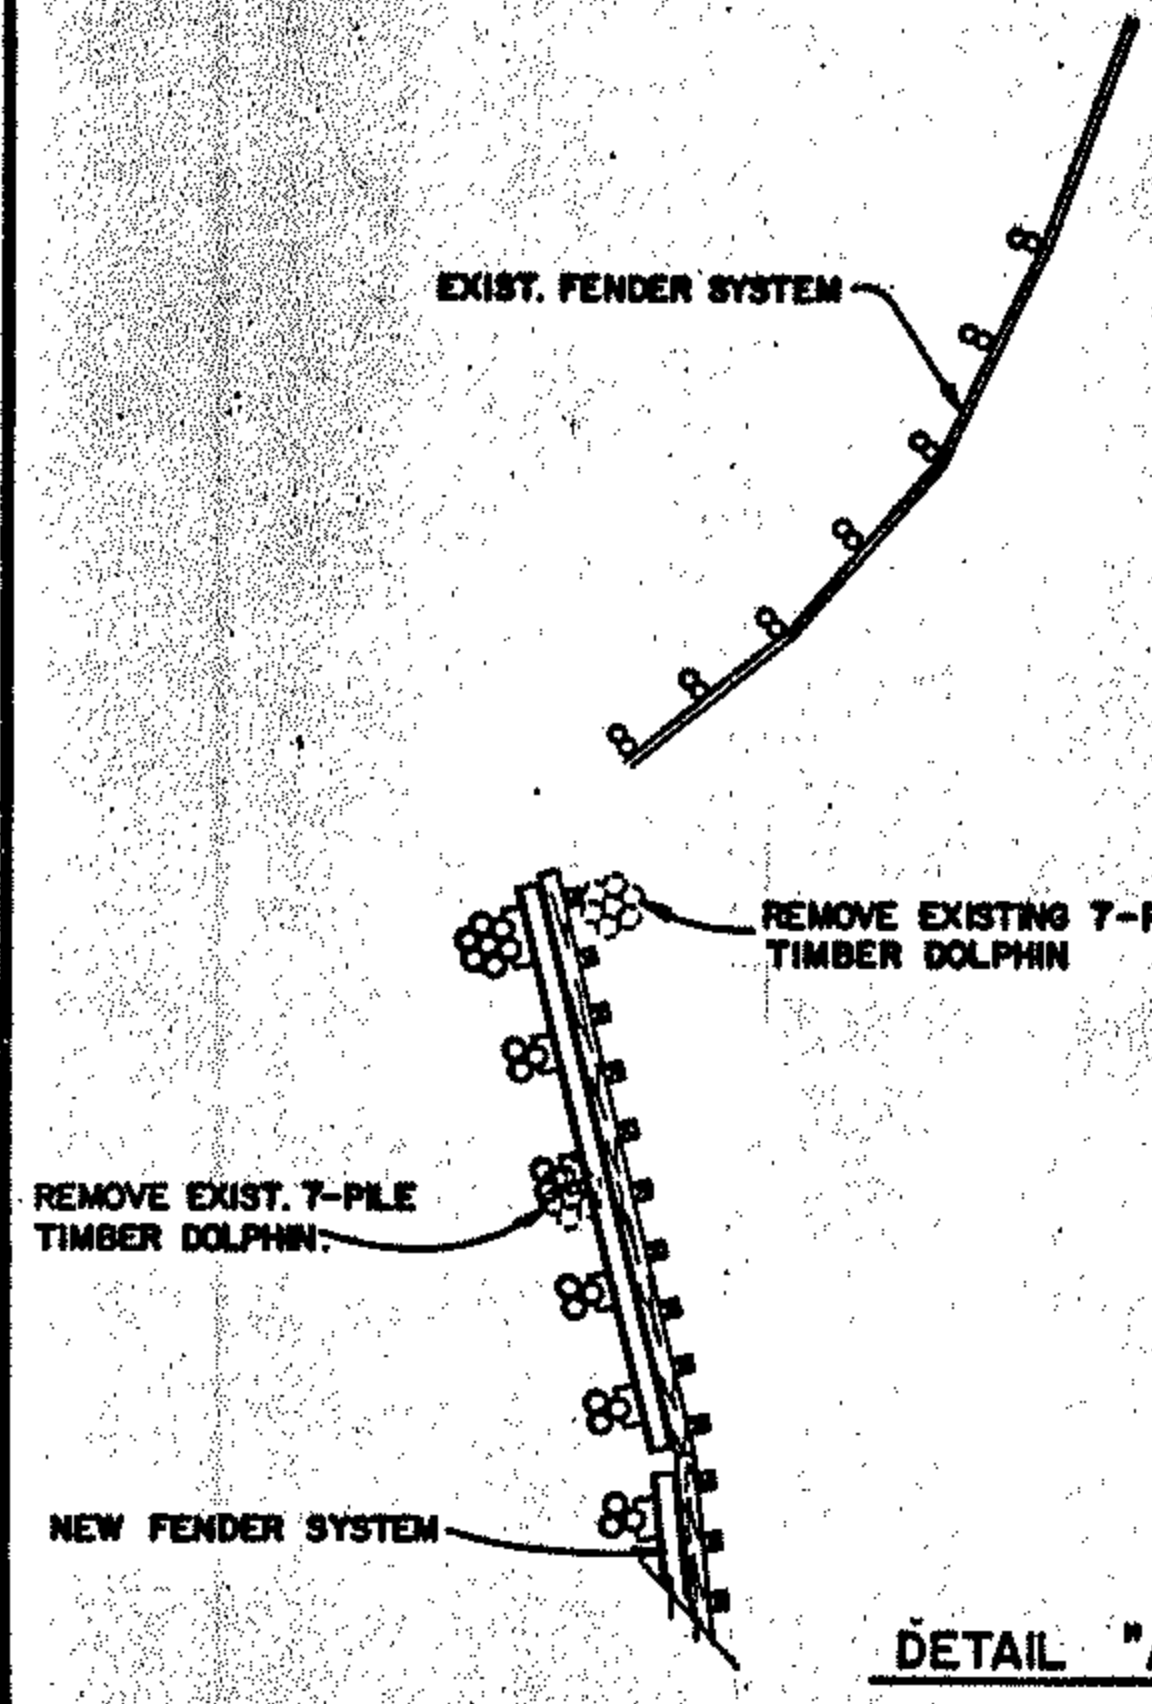 EXIST. FENDER SYSTEM
REMOVE EXISTING 7-P
TIMBER DOLPHIN
REMOVE EXIST. 7-PILE
TIMBER DOLPHIN.
NEW FENDER SYSTEM
DETAIL "A